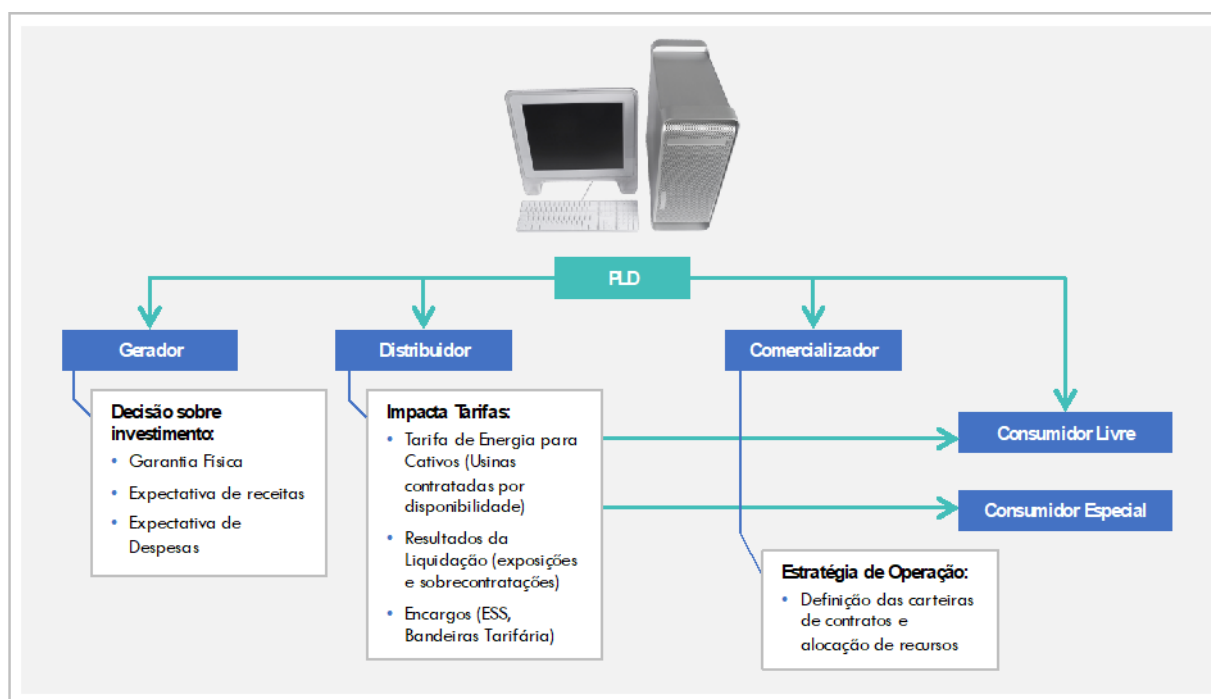 PLD
Gerador
Distribuidor
Comercializador
Decisão sobre
investimento:
• Garantia Física
• Expectativa de receitas
• Expectativa de
Despesas
Impacta Tarifas:
• Tarifa de Energia para
Cativos (Usinas
contratadas por
disponibilidade)
• Resultados da
Liquidação (exposições
e sobrecontratações)
• Encargos (ESS,
Bandeiras Tarifária)
Consumidor Livre
Consumidor Especial
Estratégia de Operação:
• Definição das carteiras
de contratos e
alocação de recursos